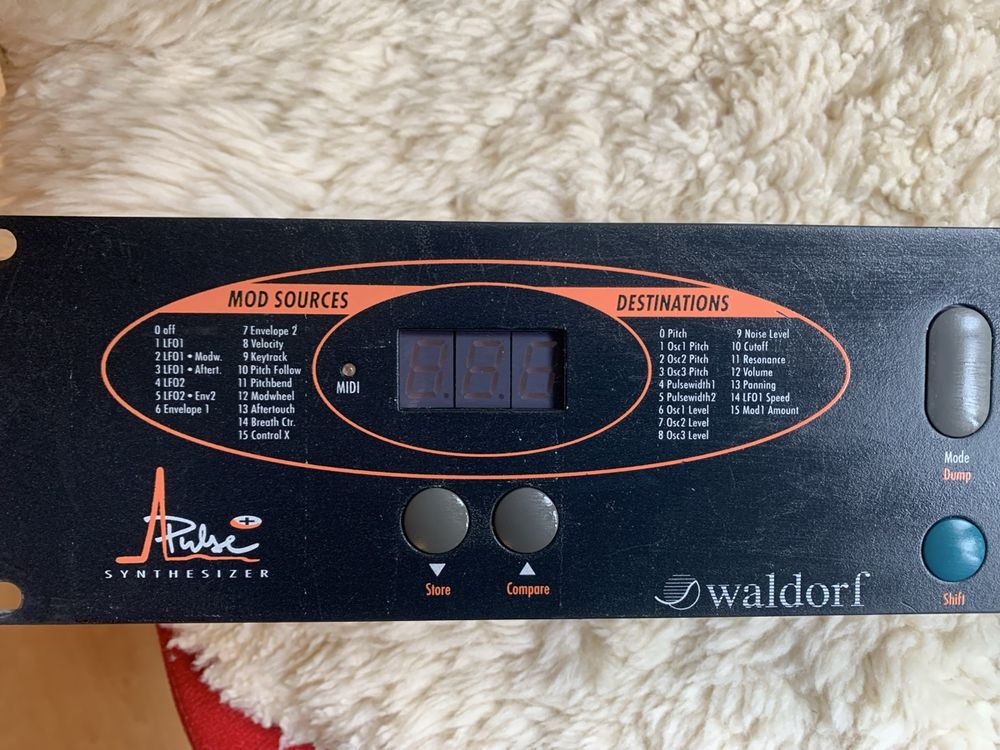 MOD SOURCES
0 off
1 LFO1
2 LFO1 • Modw.
3 LFO1 • Aftert.
4 LFO2
5 LFO2 • Env2
6 Envelope 1
7 Envelope 2
8 Velocity
9 Keytrack
10 Pitch Follow
11 Pitchbend
12 Modwheel
13 Aftertouch
14 Breath Ctr.
15 Control X
MIDI
DESTINATIONS
0 Pitch
1 Osc1 Pitch
2 Osc2 Pitch
3 Osc3 Pitch
4 Pulsewidth1
5 Pulsewidth2
6 Osc1 Level
7 Osc2 Level
8 Osc3 Level
9 Noise Level
10 Cutoff
11 Resonance
12 Volume
13 Panning
14 LFO1 Speed
15 Mod1 Amount
Mode
Dump
Pulse +
SYNTHESIZER
Store
Compare
waldorf
Shift